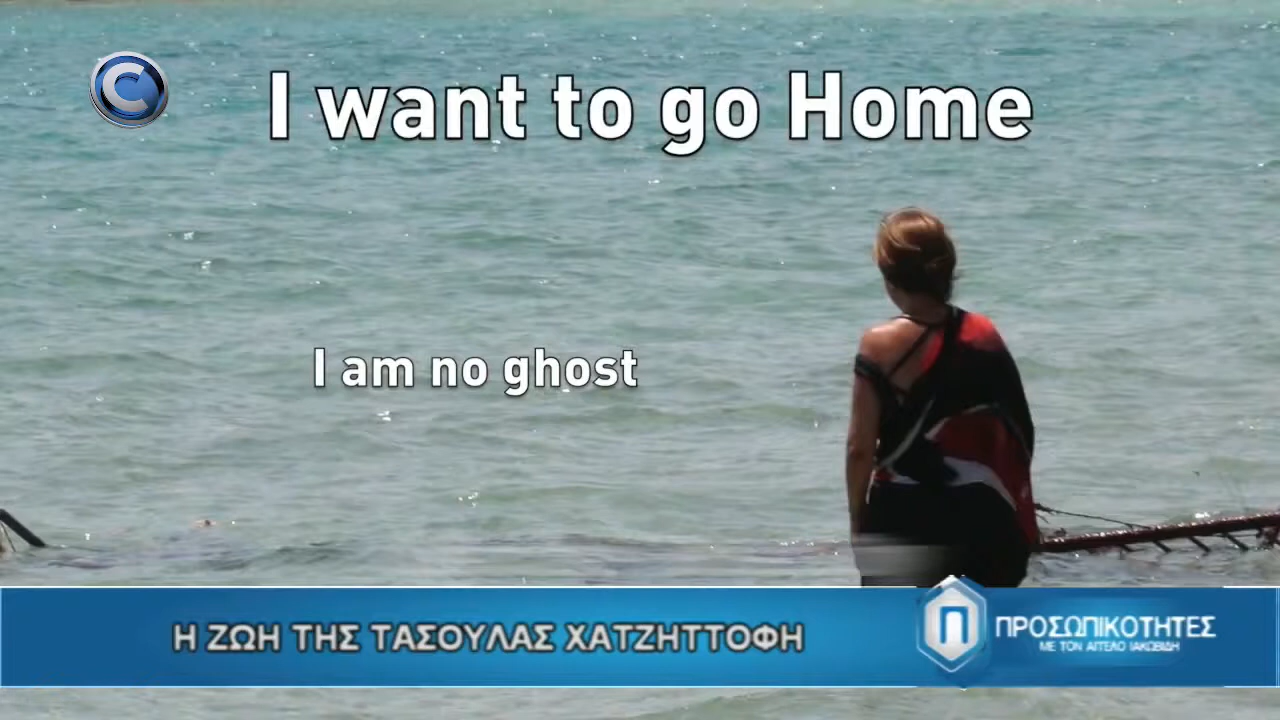 C
I want to go Home
I am no ghost
Η ΖΩΗ ΤΗΣ ΤΑΣΟΥΛΑΣ ΧΑΤΖΗΤΤΟΦΗ
Π
ΠΡΟΣΩΠΙΚΟΤΗΤΕΣ
ΜΕ ΤΟΝ ΑΓΓΕΛΟ ΙΑΚΩΒΙΔΗ